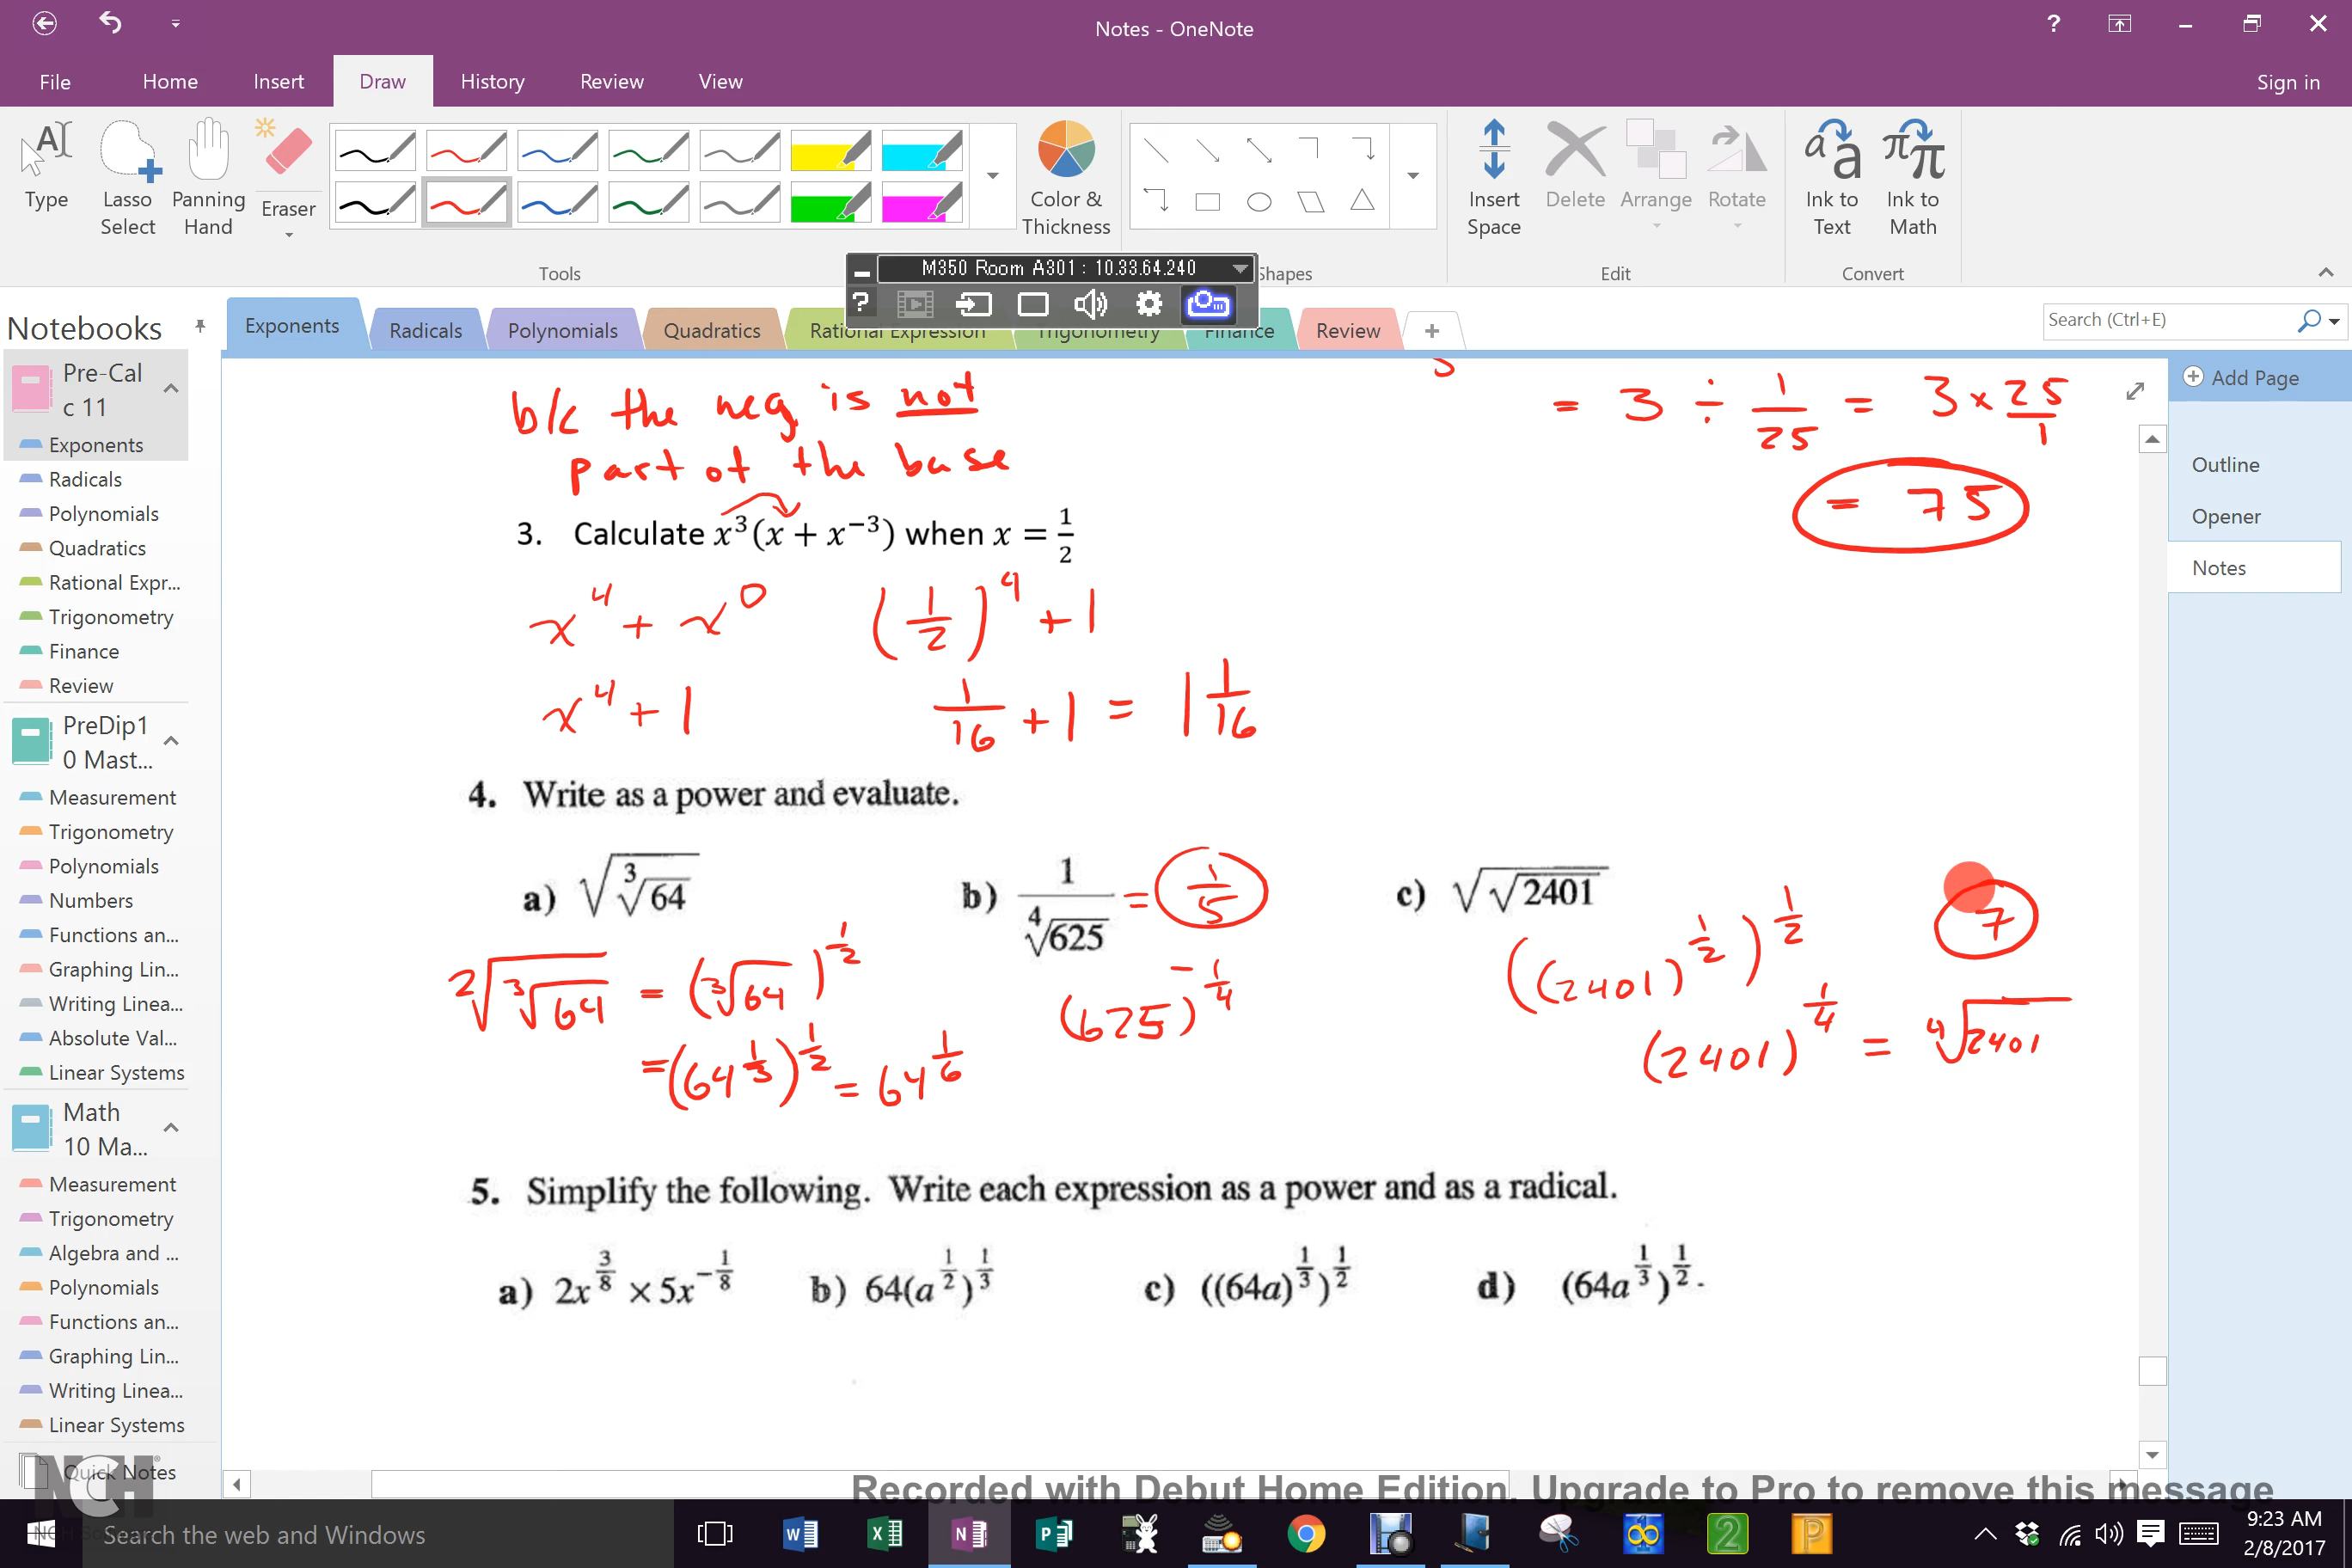 Notes - OneNote
?
File Home Insert Draw History Review View Sign in
Type
Lasso Select
Panning Hand
Eraser
Color & Thickness
Insert Space
Delete
Arrange
Rotate
Ink to Text
Ink to Math
Tools
Shapes
Edit
Convert
M350 Room A301 : 10.33.64.240
?
Notebooks
Exponents Radicals Polynomials Quadratics Rational Expression Trigonometry Finance Review +
Search (Ctrl+E)
Pre-Calc 11
Exponents
Radicals
Polynomials
Quadratics
Rational Expr...
Trigonometry
Finance
Review
PreDip10 Mast...
Measurement
Trigonometry
Polynomials
Numbers
Functions an...
Graphing Lin...
Writing Linea...
Absolute Val...
Linear Systems
Math 10 Ma...
Measurement
Trigonometry
Algebra and ...
Polynomials
Functions an...
Graphing Lin...
Writing Linea...
Linear Systems
Quick Notes
Add Page
Outline
Opener
Notes
b/c the neg is not
part of the base
= 3 ÷ 1/25 = 3 × 25/1
= 75
3. Calculate x³(x + x⁻³) when x = 1/2
x⁴ + x⁰ (1/2)⁴ + 1
x⁴ + 1 1/16 + 1 = 1 1/16
4. Write as a power and evaluate.
a) √(∛64) b) 1/∜625 = 1/5 c) √√2401 7
²√(∛64) = (∛64)^(1/2) (625)^(-1/4) ((2401)^(1/2))^(1/2)
=(64^(1/3))^(1/2) = 64^(1/6) (2401)^(1/4) = ∜2401
5. Simplify the following. Write each expression as a power and as a radical.
a) 2x^(3/8) × 5x^(-1/8) b) 64(a^(1/2))^(1/3) c) ((64a)^(1/3))^(1/2) d) (64a^(1/3))^(1/2).
Recorded with Debut Home Edition. Upgrade to Pro to remove this message
NCH
Search the web and Windows
9:23 AM
2/8/2017